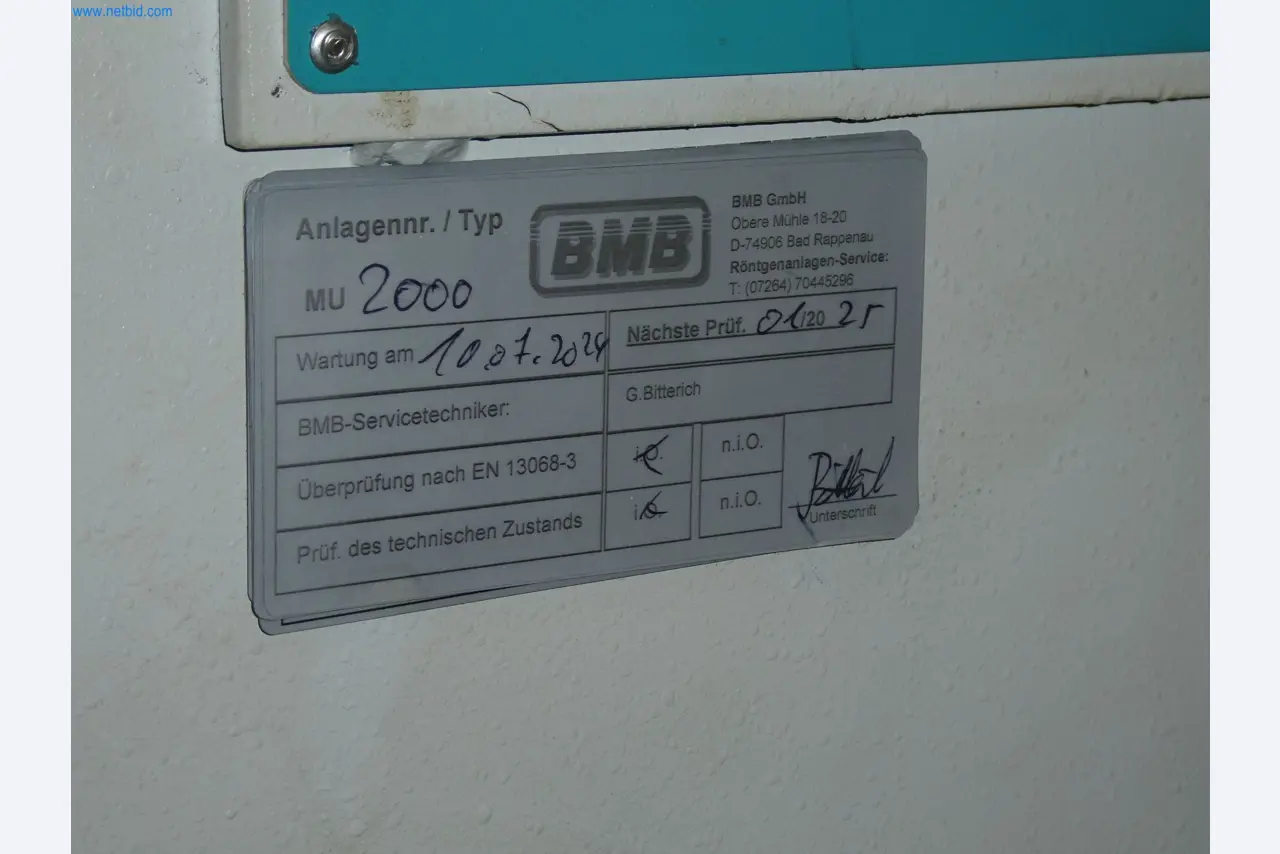 www.netbid.com
Anlagennr. / Typ
MU 2000
BMB
BMB GmbH
Obere Mühle 18-20
D-74906 Bad Rappenau
Röntgenanlagen-Service:
T: (07264) 70445296
Wartung am 10.07.2024
Nächste Prüf. 01/20 25
BMB-Servicetechniker:
G.Bitterich
Überprüfung nach EN 13068-3
i.O.
n.i.O.
Prüf. des technischen Zustands
i.O.
n.i.O.
Unterschrift